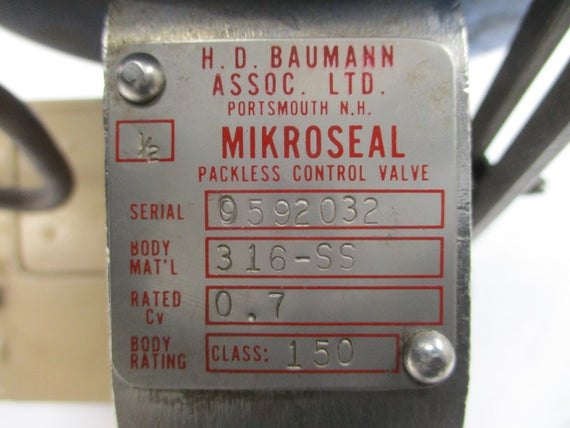 H. D. BAUMANN
ASSOC. LTD.
PORTSMOUTH N.H.
1/2
MIKROSEAL
PACKLESS CONTROL VALVE
SERIAL 9592032
BODY MAT'L 316-SS
RATED Cv 0.7
BODY RATING CLASS: 150